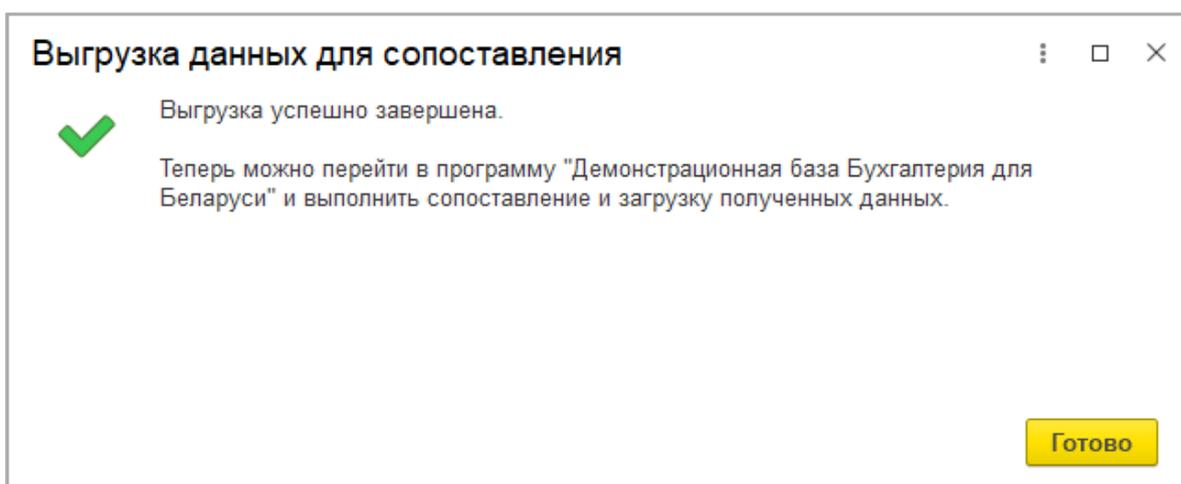 Выгрузка данных для сопоставления
Выгрузка успешно завершена.
Теперь можно перейти в программу "Демонстрационная база Бухгалтерия для
Беларуси" и выполнить сопоставление и загрузку полученных данных.
Готово